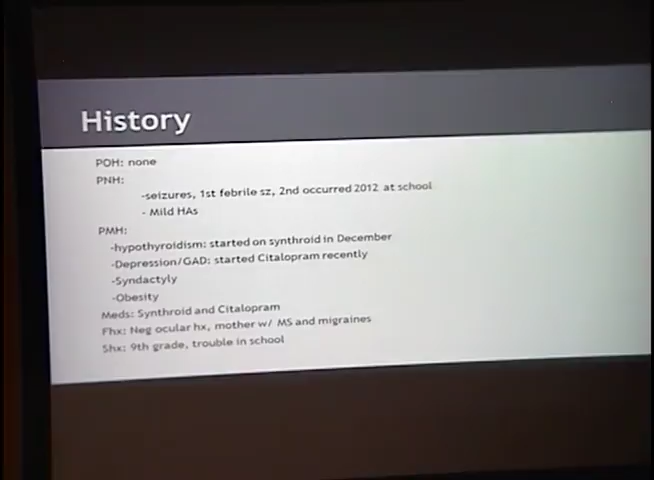 History
POH: none
PNH:
-seizures, 1st febrile sz, 2nd occurred 2012 at school
- Mild HAs
PMH:
-hypothyroidism: started on synthroid in December
-Depression/GAD: started Citalopram recently
-Syndactyly
-Obesity
Meds: Synthroid and Citalopram
Fhx: Neg ocular hx, mother w/ MS and migraines
Shx: 9th grade, trouble in school